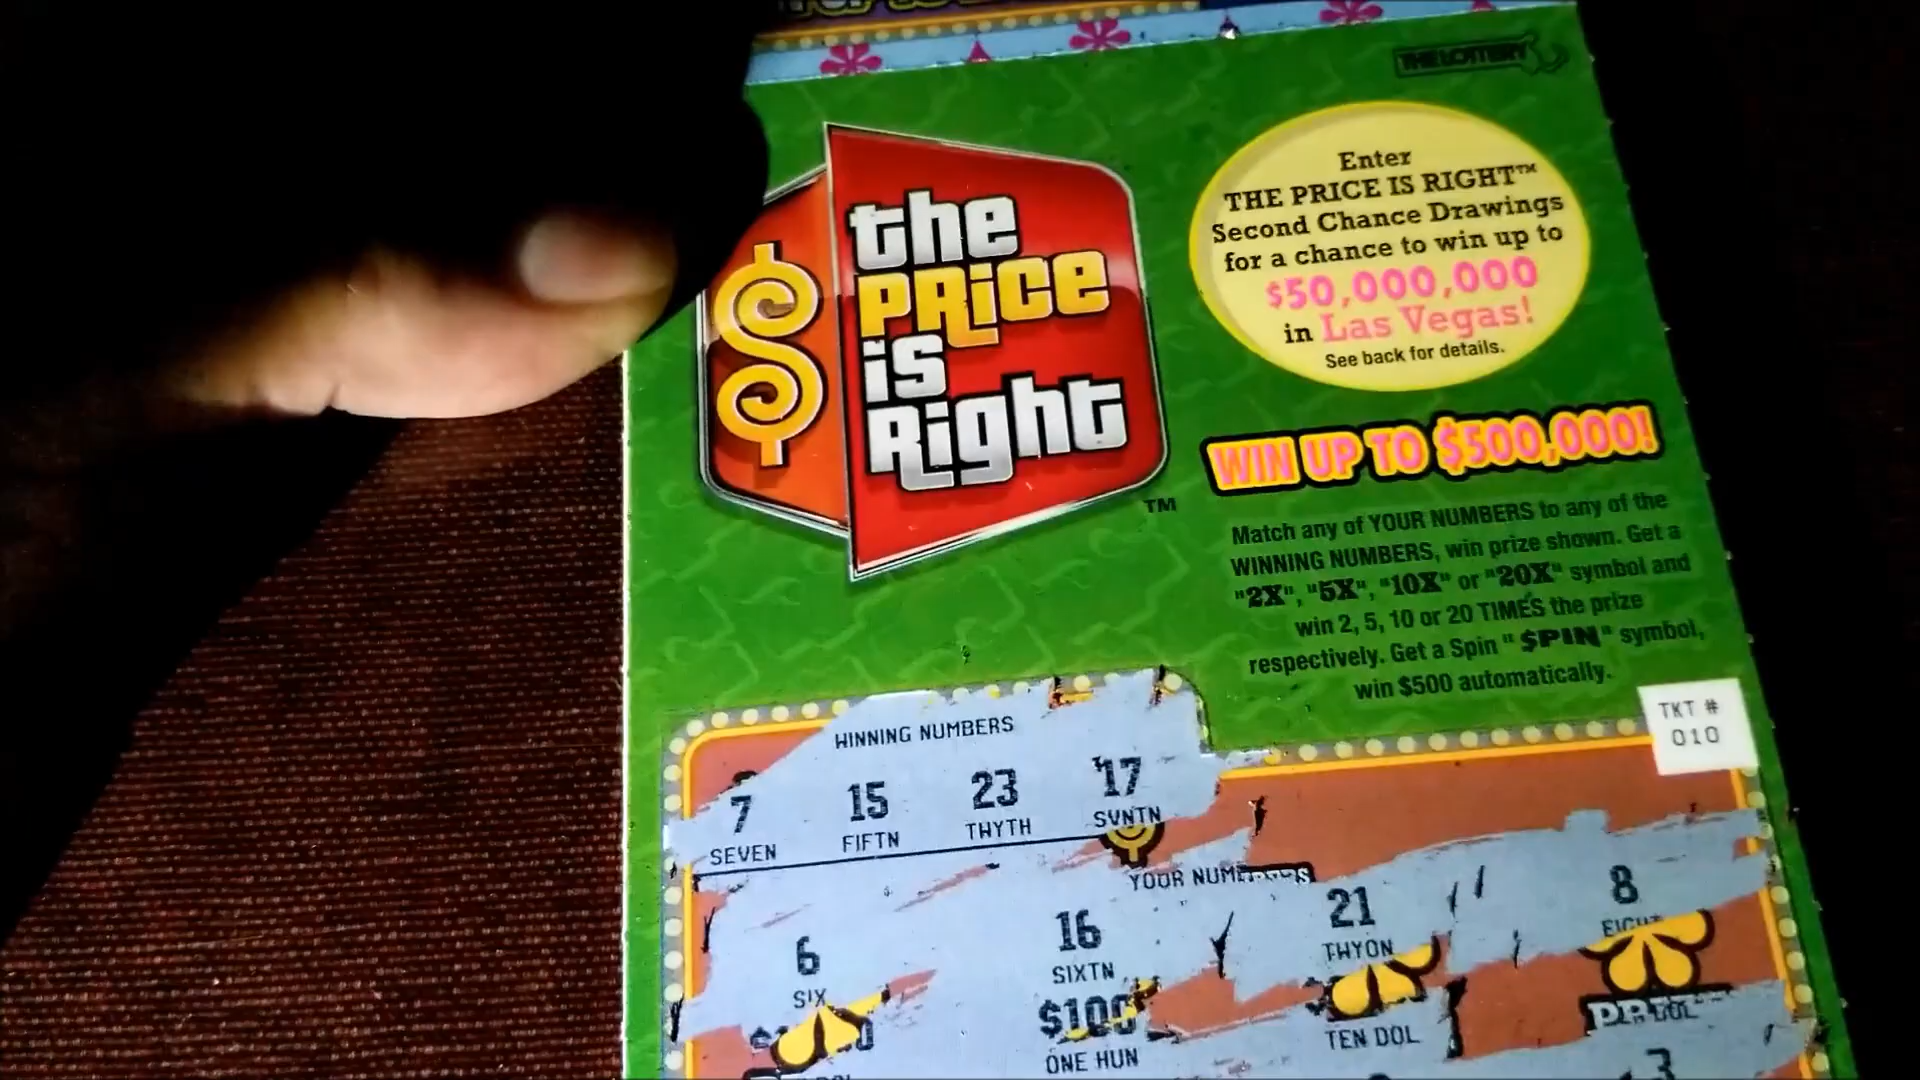 THE LOTTERY
$
the
PRice
is
Right
TM
Enter
THE PRICE IS RIGHT™
Second Chance Drawings
for a chance to win up to
$50,000,000
in Las Vegas!
See back for details.
WIN UP TO $500,000!
Match any of YOUR NUMBERS to any of the
WINNING NUMBERS, win prize shown. Get a
"2X", "5X", "10X" or "20X" symbol and
win 2, 5, 10 or 20 TIMES the prize
respectively. Get a Spin "$PIN" symbol,
win $500 automatically.
TKT #
010
WINNING NUMBERS
7 15 23 17
SEVEN FIFTN TWYTH SVNTN
YOUR NUMBERS
6 16 21 8
SIX SIXTN TWYON EIGHT
$100
ONE HUN TEN DOL
3